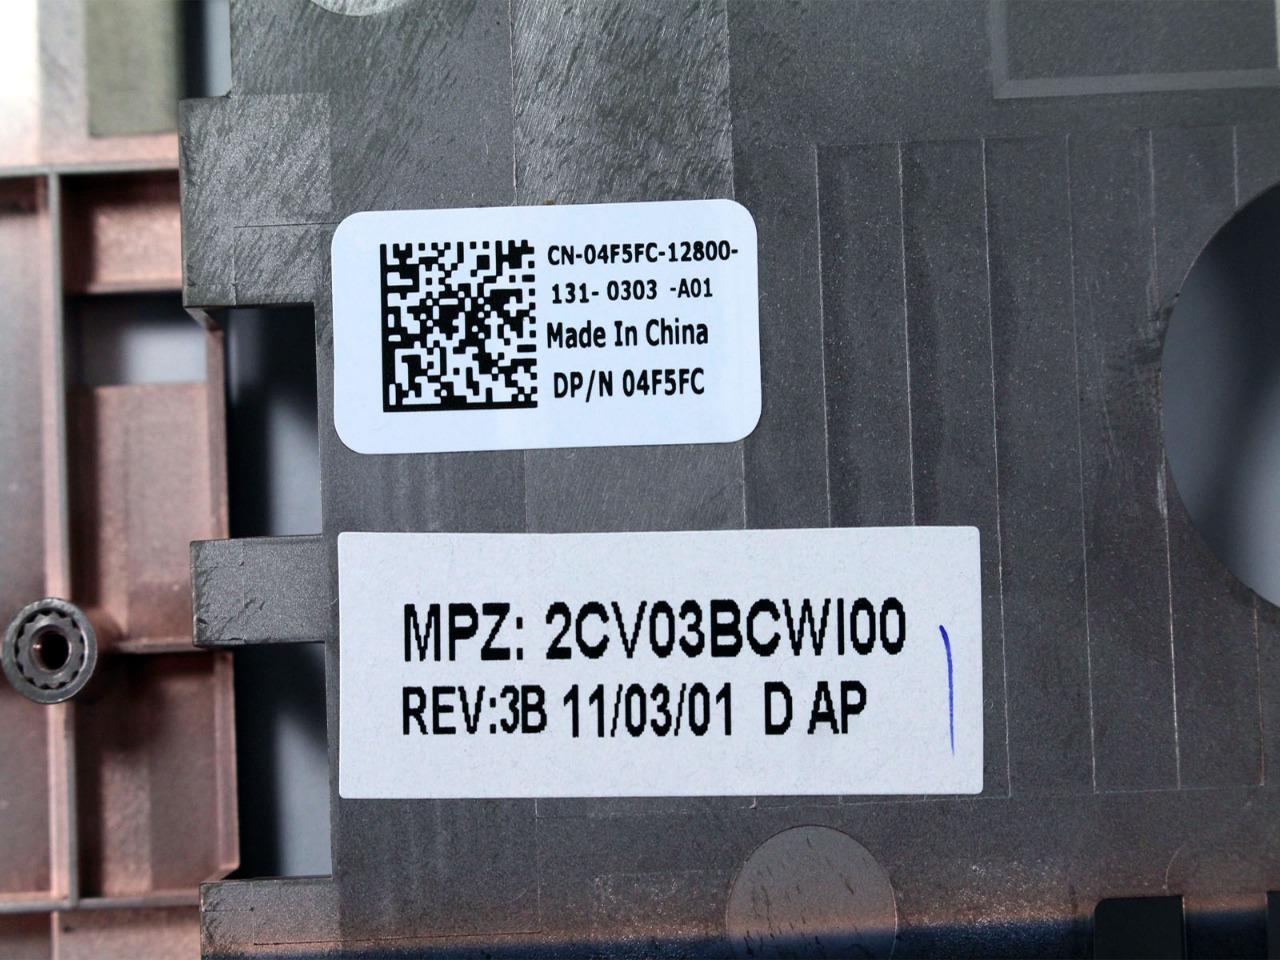 CN-04F5FC-12800-
131- 0303 -A01
Made In China
DP/N 04F5FC
MPZ: 2CV03BCWI00
REV:3B 11/03/01 D AP